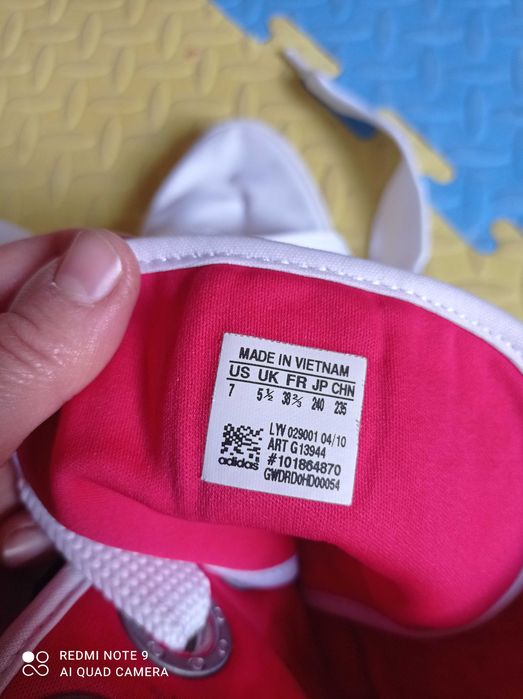 MADE IN VIETNAM
US UK FR JP CHN
7 5½ 38⅔ 240 235
LYV 029001 04/10
ART G13944
#101864870
adidas
GWDRD0HD00054
REDMI NOTE 9
AI QUAD CAMERA